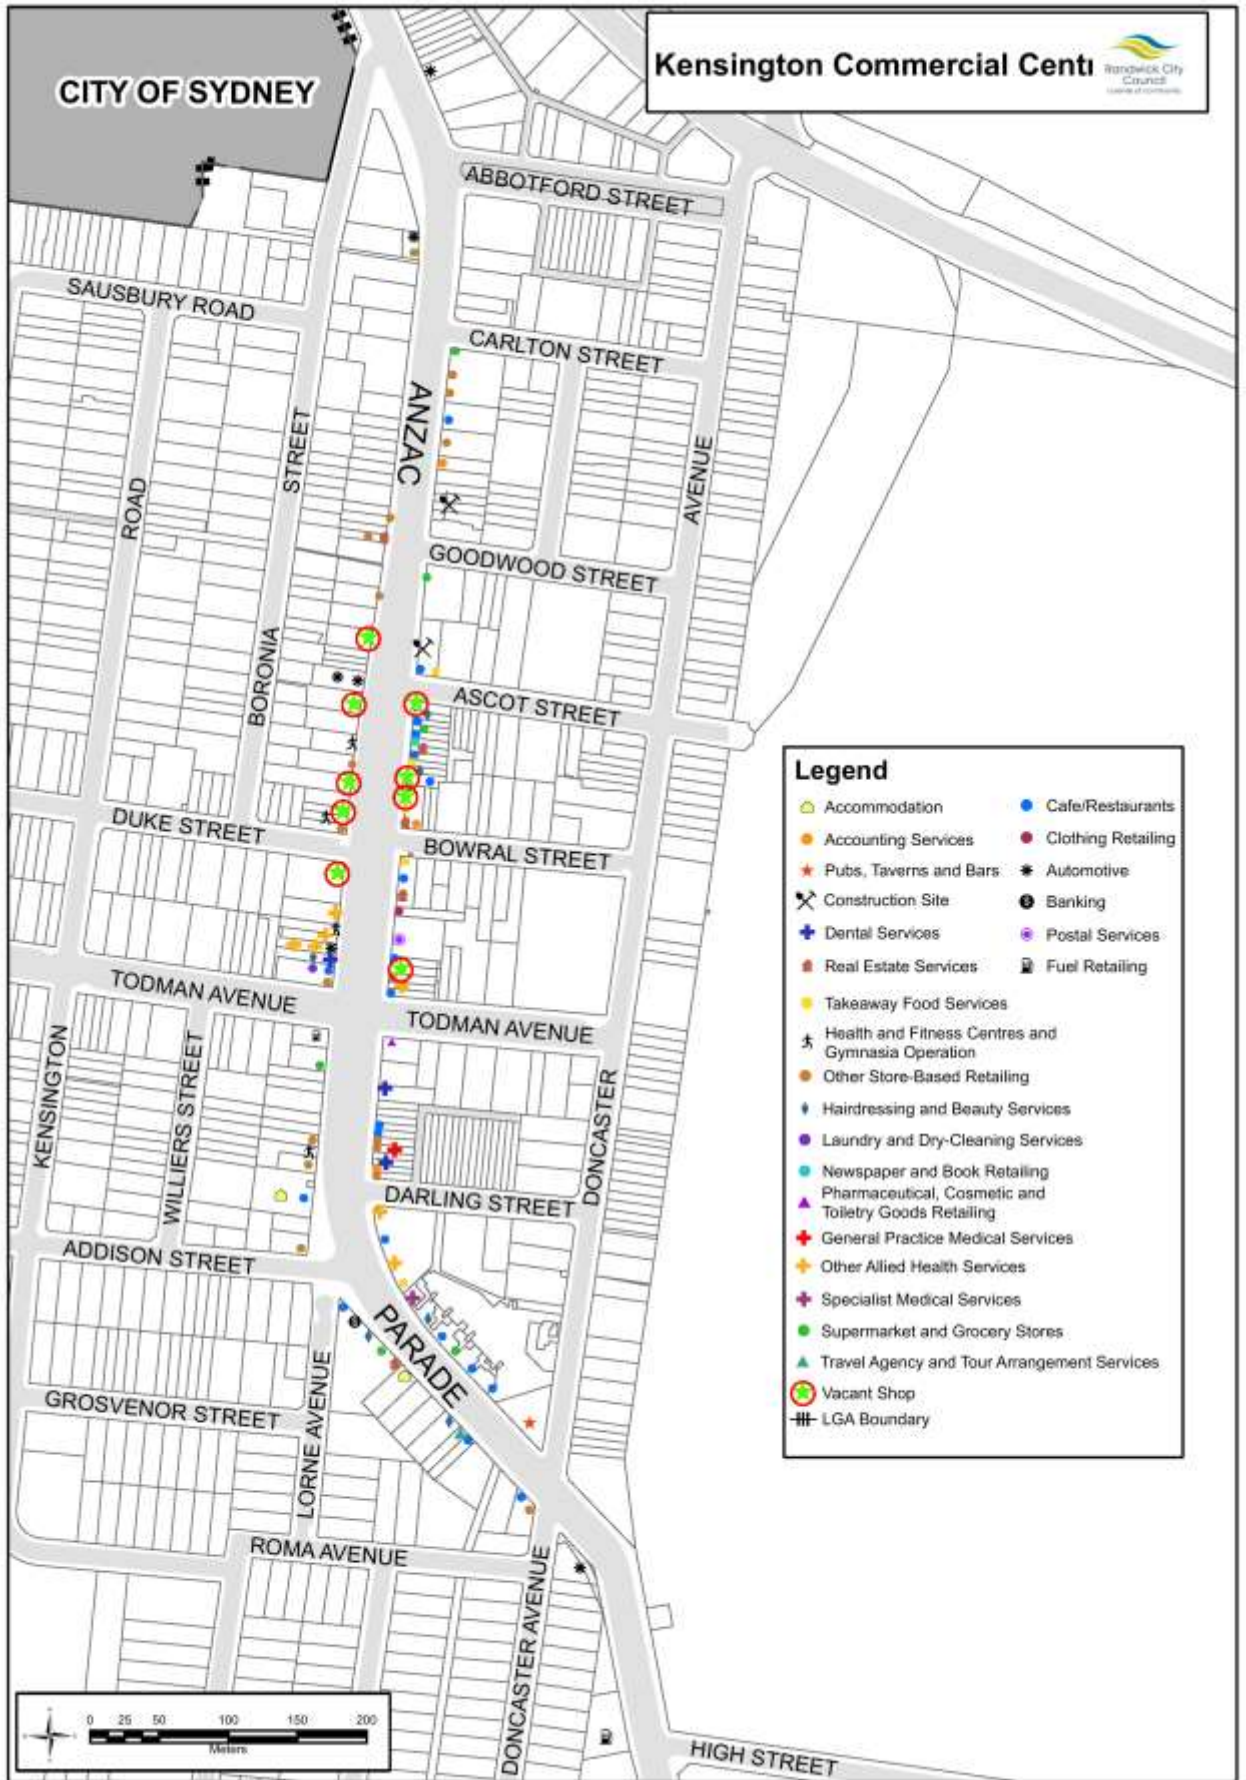 Kensington Commercial Centr
Randwick City
Council
CITY OF SYDNEY
ABBOTFORD STREET
SAUSBURY ROAD
CARLTON STREET
ANZAC
STREET
AVENUE
ROAD
GOODWOOD STREET
BORONIA
ASCOT STREET
DUKE STREET
BOWRAL STREET
TODMAN AVENUE
TODMAN AVENUE
KENSINGTON
WILLIERS STREET
DONCASTER
DARLING STREET
ADDISON STREET
PARADE
GROSVENOR STREET
LORNE AVENUE
ROMA AVENUE
DONCASTER AVENUE
HIGH STREET
Legend
Accommodation
Cafe/Restaurants
Accounting Services
Clothing Retailing
Pubs, Taverns and Bars
Automotive
Construction Site
Banking
Dental Services
Postal Services
Real Estate Services
Fuel Retailing
Takeaway Food Services
Health and Fitness Centres and
Gymnasia Operation
Other Store-Based Retailing
Hairdressing and Beauty Services
Laundry and Dry-Cleaning Services
Newspaper and Book Retailing
Pharmaceutical, Cosmetic and
Toiletry Goods Retailing
General Practice Medical Services
Other Allied Health Services
Specialist Medical Services
Supermarket and Grocery Stores
Travel Agency and Tour Arrangement Services
Vacant Shop
LGA Boundary
0 25 50 100 150 200
Meters